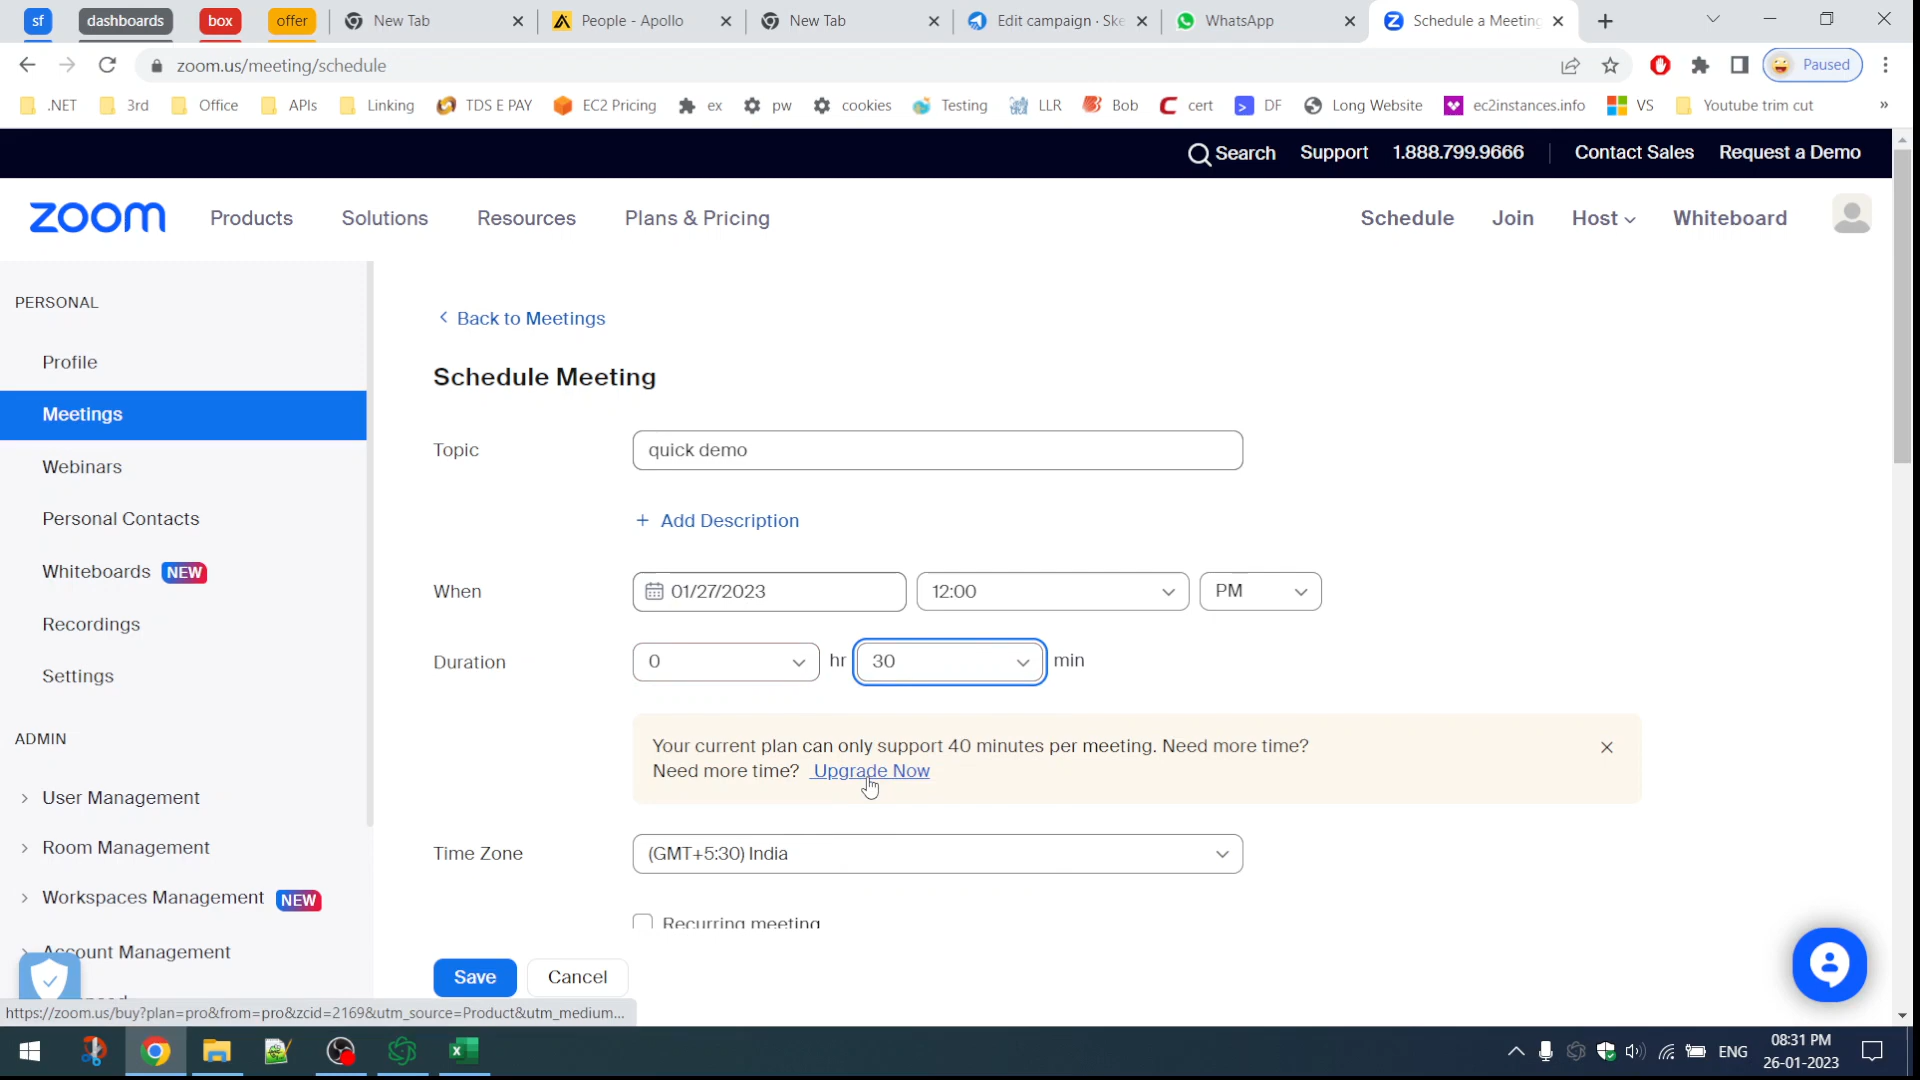 sf
dashboards
box
offer
New Tab
People - Apollo
New Tab
Edit campaign · Ske
WhatsApp
Schedule a Meeting
zoom.us/meeting/schedule
Paused
.NET
3rd
Office
APIs
Linking
TDS E PAY
EC2 Pricing
ex
pw
cookies
Testing
LLR
Bob
cert
DF
Long Website
ec2instances.info
VS
Youtube trim cut
»
Search
Support
1.888.799.9666
Contact Sales
Request a Demo
zoom
Products
Solutions
Resources
Plans & Pricing
Schedule
Join
Host
Whiteboard
PERSONAL
Profile
Meetings
Webinars
Personal Contacts
Whiteboards NEW
Recordings
Settings
ADMIN
User Management
Room Management
Workspaces Management NEW
Account Management
Back to Meetings
Schedule Meeting
Topic
quick demo
+ Add Description
When
01/27/2023
12:00
PM
Duration
0
hr
30
min
Your current plan can only support 40 minutes per meeting. Need more time?
Need more time? Upgrade Now
Time Zone
(GMT+5:30) India
Recurring meeting
Save
Cancel
https://zoom.us/buy?plan=pro&from=pro&zcid=2169&utm_source=Product&utm_medium...
ENG
08:31 PM
26-01-2023